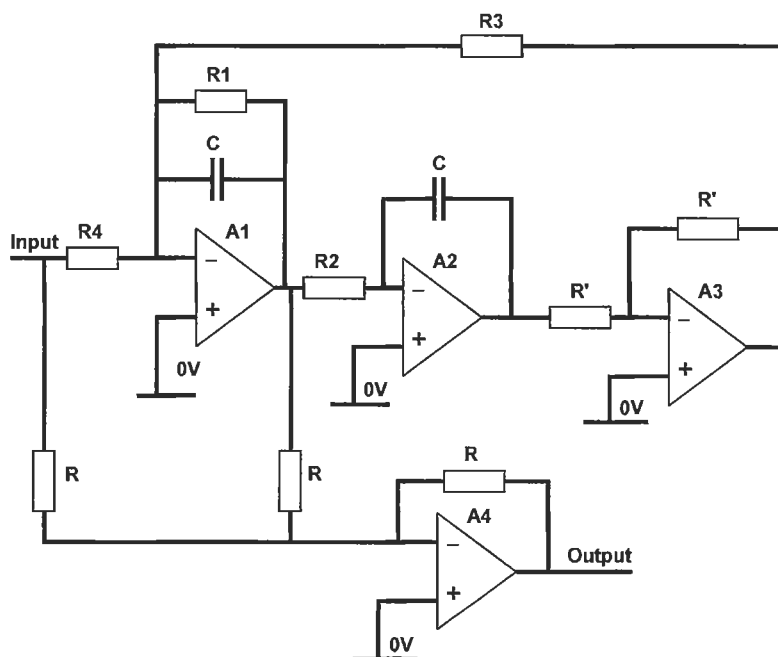 R3
R1
C
C
R'
Input
R4
A1
R2
A2
R'
A3
−
+
−
+
−
+
0V
0V
0V
R
R
R
A4
−
+
Output
0V